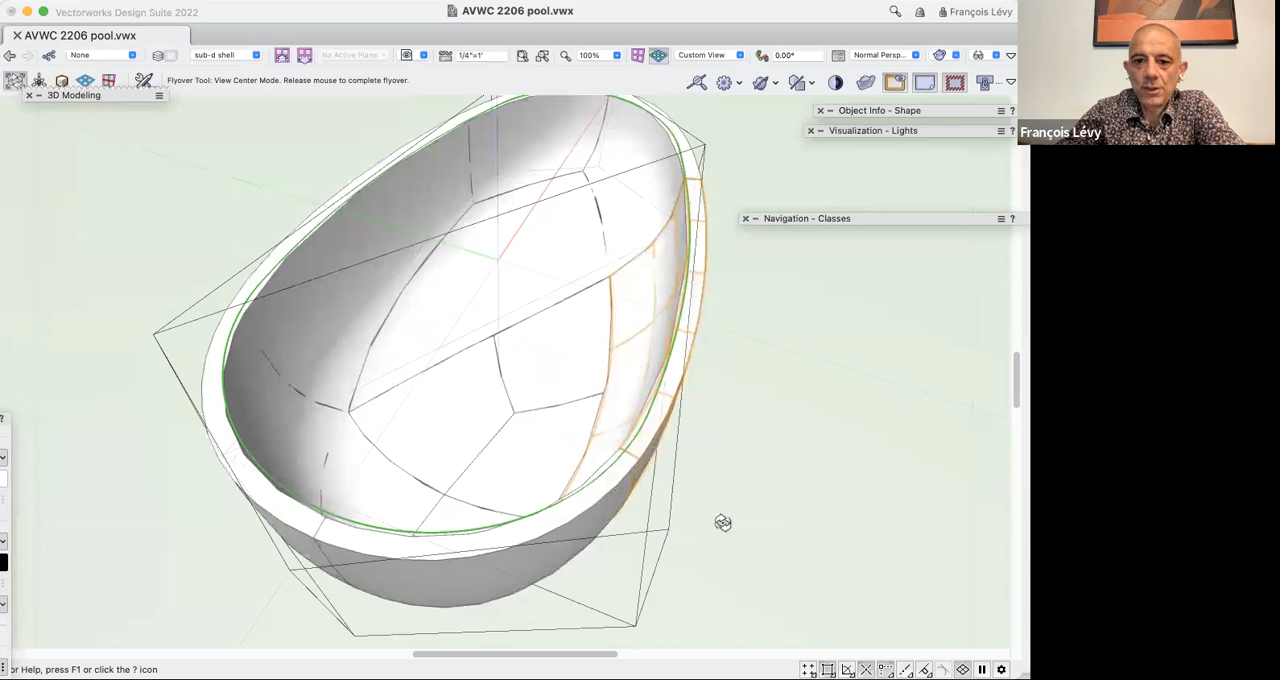 Vectorworks Design Suite 2022
AVWC 2206 pool.vwx
François Lévy
AVWC 2206 pool.vwx
None
sub-d shell
No Active Plane
1/4"=1'
100%
Custom View
0.00°
Normal Persp...
Flyover Tool: View Center Mode. Release mouse to complete flyover.
3D Modeling
Object Info - Shape
?
Visualization - Lights
?
François Lévy
Navigation - Classes
?
?
or Help, press F1 or click the ? icon